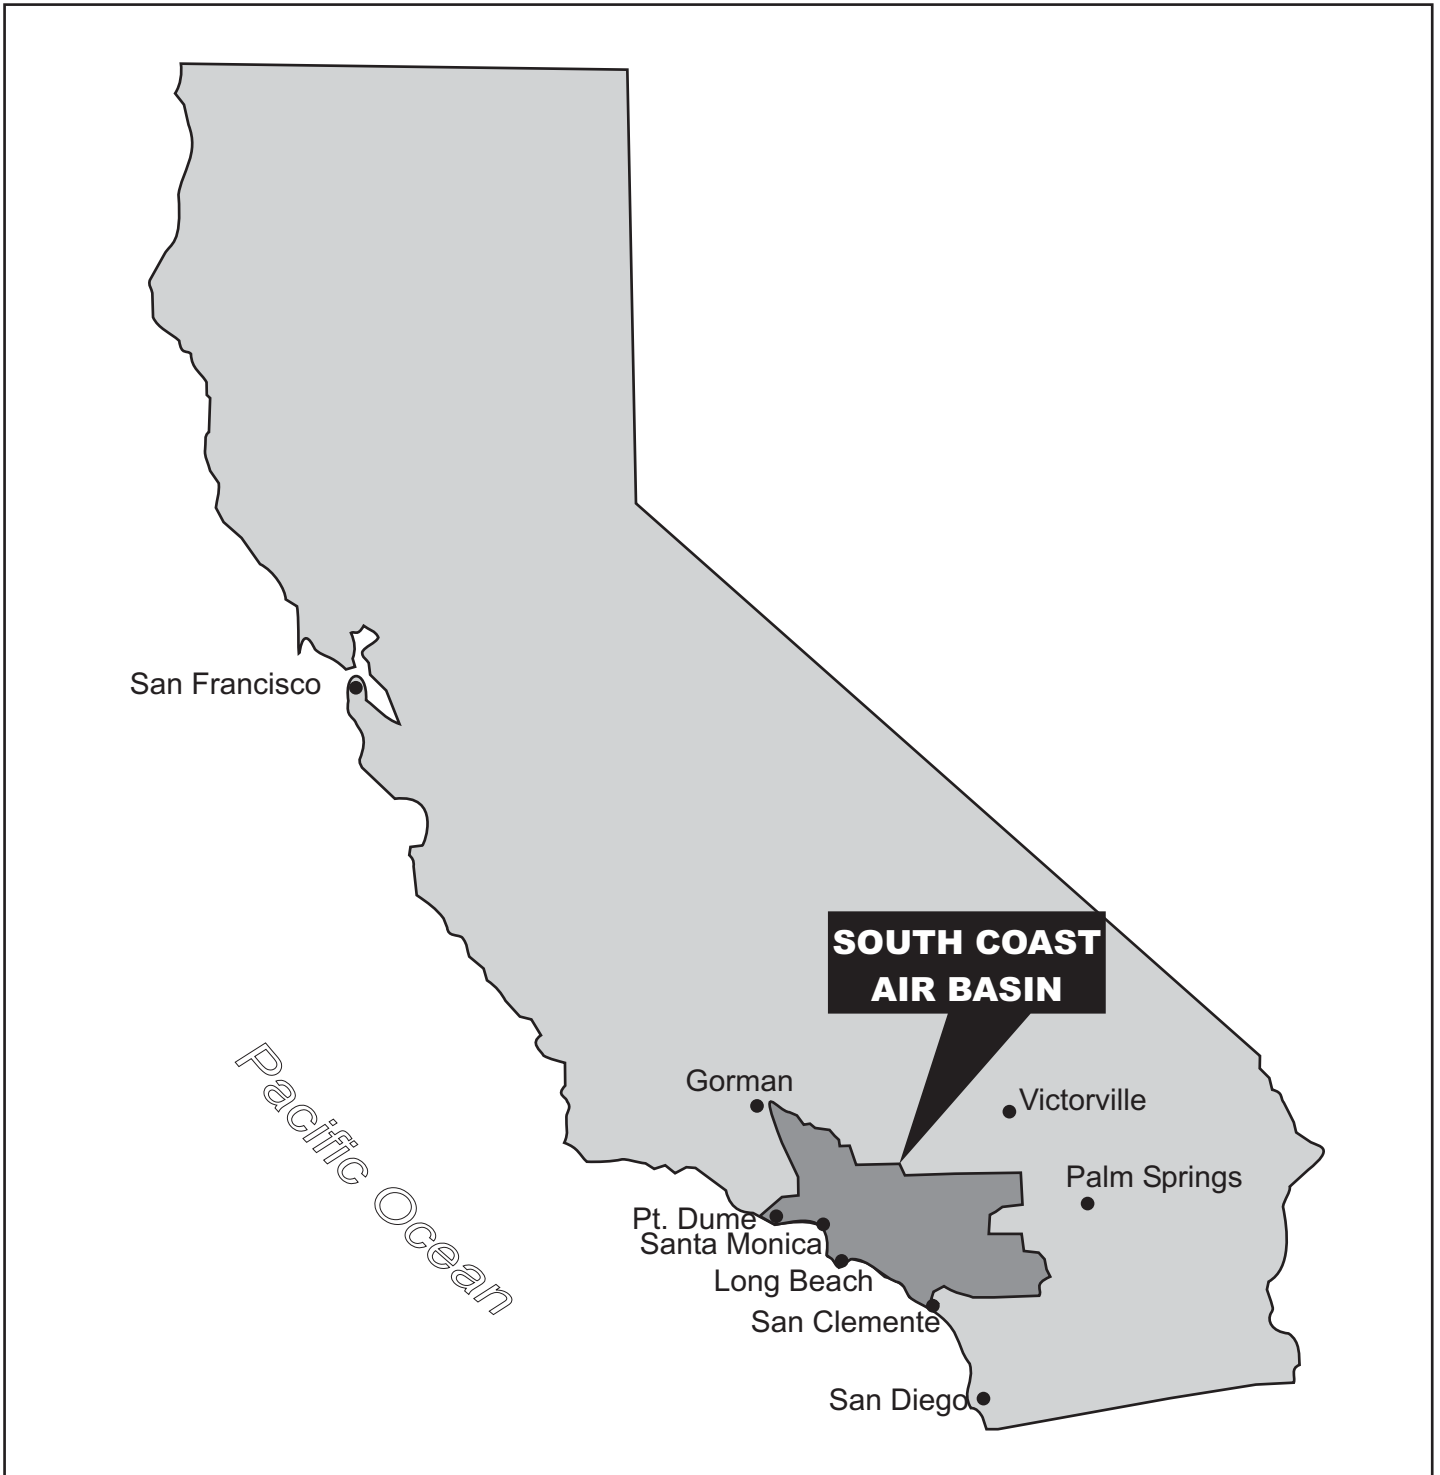 San Francisco
SOUTH COAST
AIR BASIN
Pacific Ocean
Gorman
Victorville
Palm Springs
Pt. Dume
Santa Monica
Long Beach
San Clemente
San Diego